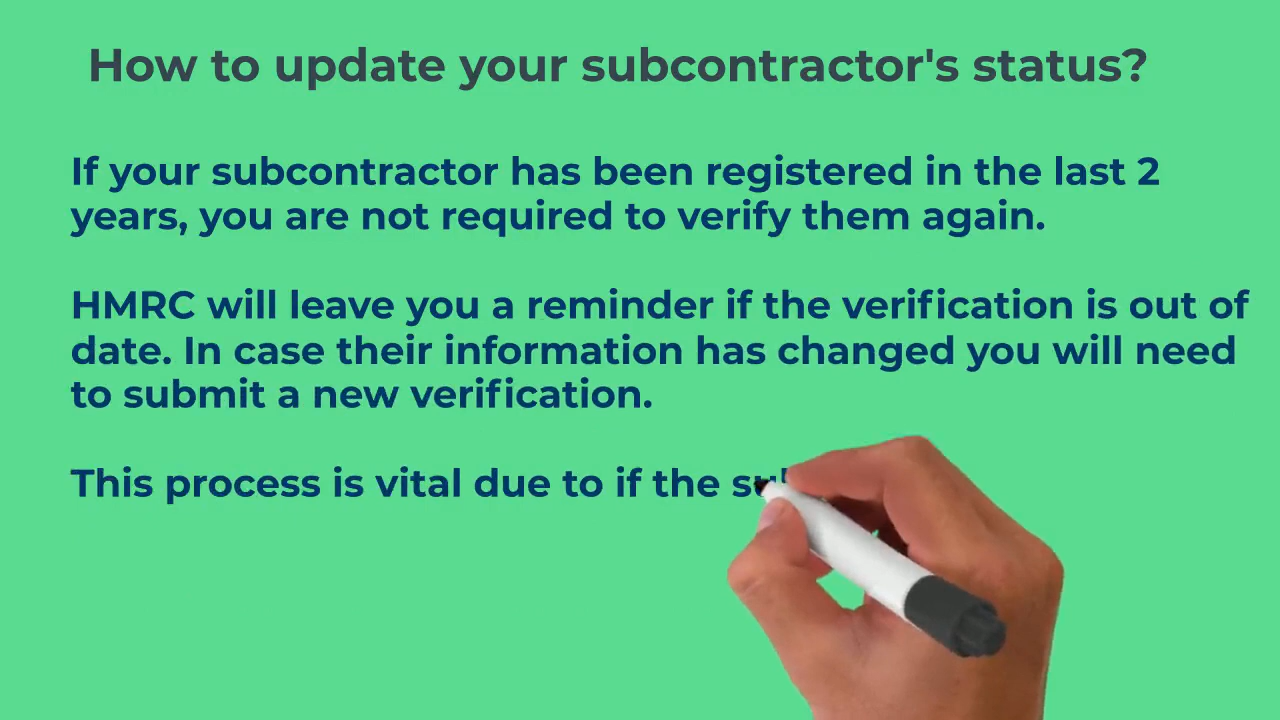 How to update your subcontractor's status?
If your subcontractor has been registered in the last 2
years, you are not required to verify them again.
HMRC will leave you a reminder if the verification is out of
date. In case their information has changed you will need
to submit a new verification.
This process is vital due to if the